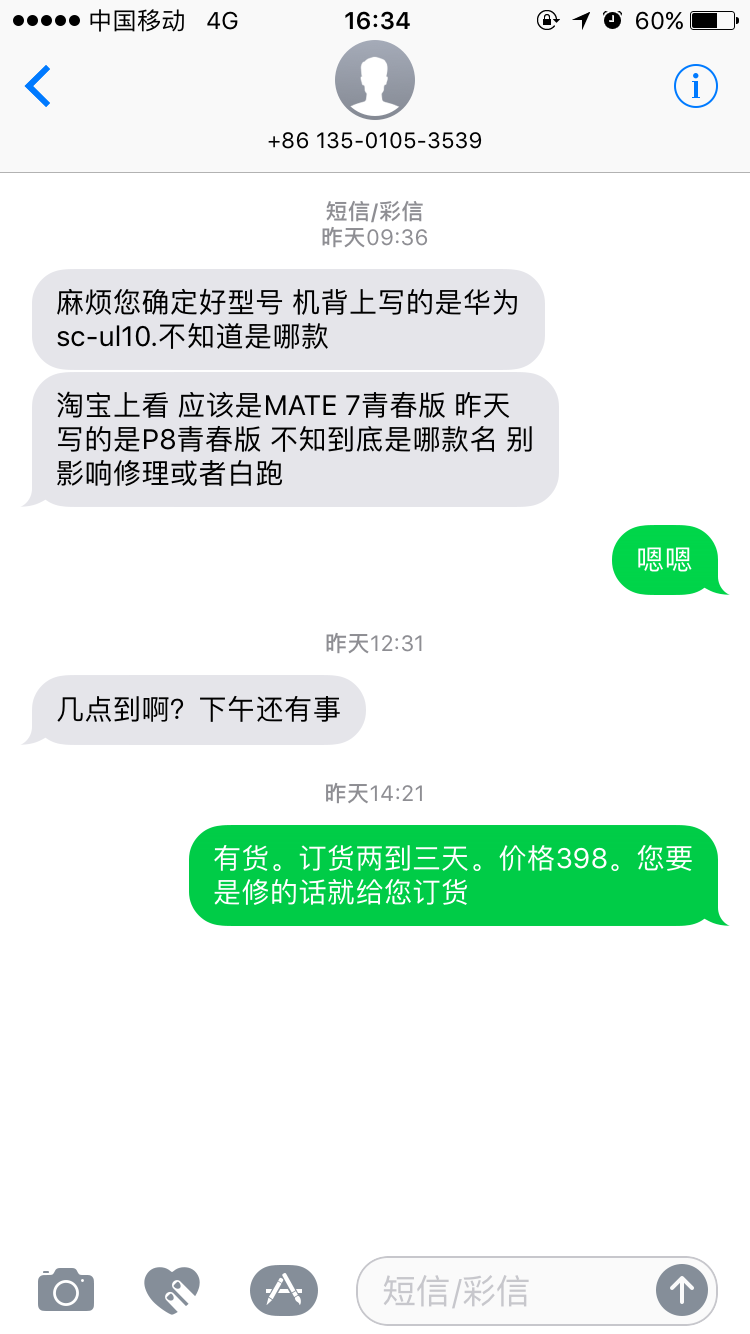 中国移动 4G 16:34 60%
+86 135-0105-3539
短信/彩信
昨天09:36
麻烦您确定好型号 机背上写的是华为
sc-ul10.不知道是哪款
淘宝上看 应该是MATE 7青春版 昨天
写的是P8青春版 不知到底是哪款名 别
影响修理或者白跑
嗯嗯
昨天12:31
几点到啊？下午还有事
昨天14:21
有货。订货两到三天。价格398。您要
是修的话就给您订货
短信/彩信